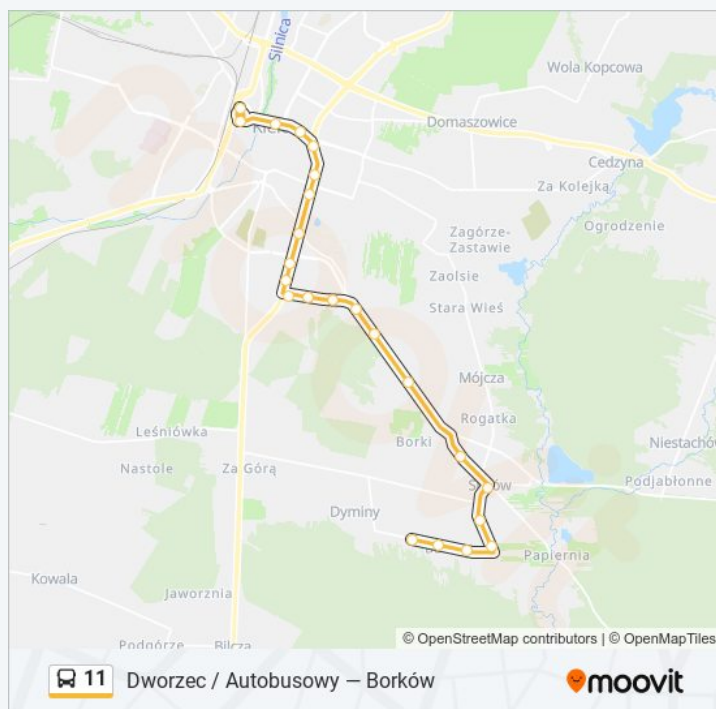 Silnica
Wola Kopcowa
Domaszowice
Cedzyna
Za Kolejką
Ogrodzenie
Zagórze-
Zastawie
Zaolsie
Stara Wieś
Mójcza
Rogatka
Leśniówka
Borki
Niestachów
Nastole
Za Górą
Podjabłonne
Dyminy
Papiernia
Kowala
Jaworznia
Podgórze
Bilcza
© OpenStreetMap contributors | © OpenMapTiles
11 Dworzec / Autobusowy — Borków
moovit